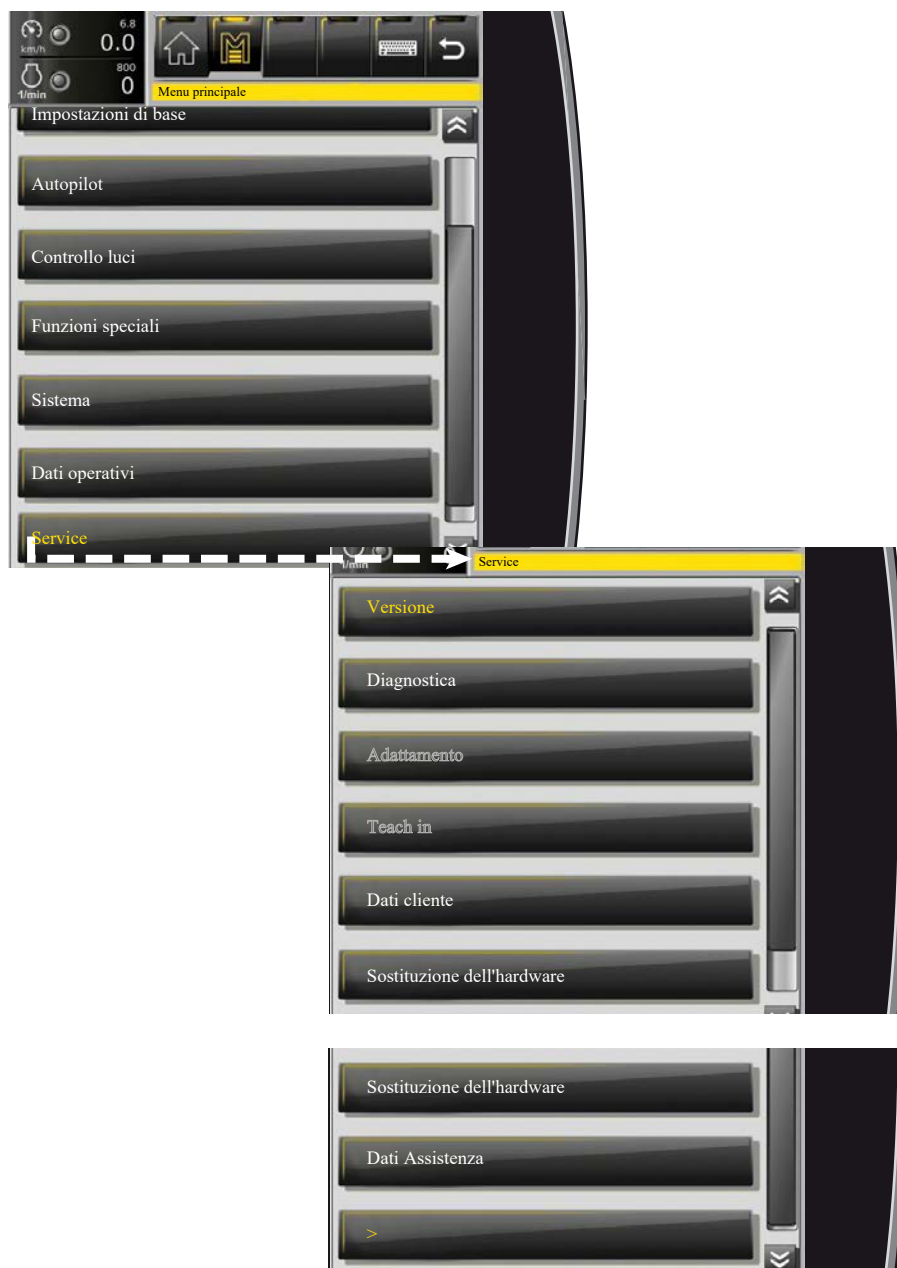 6.8
km/h 0.0
800
1/min 0
Menu principale
Impostazioni di base
Autopilot
Controllo luci
Funzioni speciali
Sistema
Dati operativi
Service
1/min
Service
Versione
Diagnostica
Adattamento
Teach in
Dati cliente
Sostituzione dell'hardware
Sostituzione dell'hardware
Dati Assistenza
>